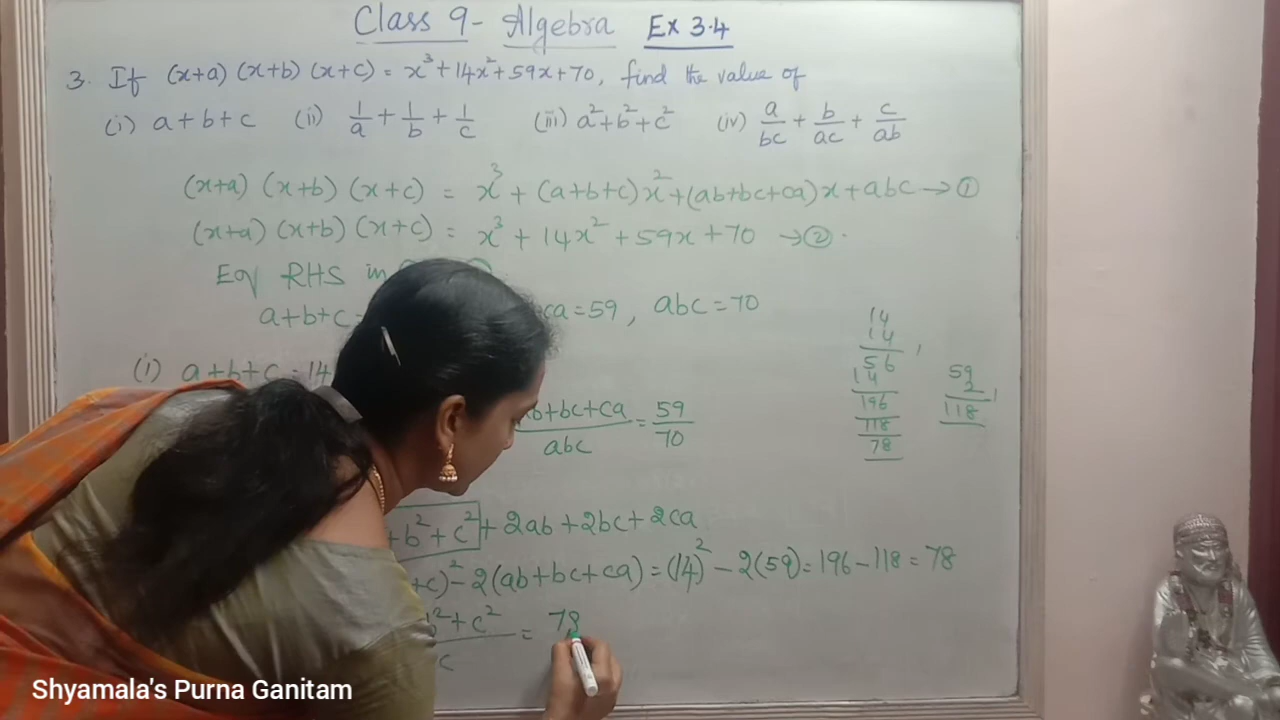 Class 9 - Algebra Ex 3.4
3. If (x+a) (x+b) (x+c) = x³ + 14x² + 59x + 70, find the value of
(i) a + b + c (ii) 1/a + 1/b + 1/c (iii) a² + b² + c² (iv) a/bc + b/ac + c/ab
(x+a) (x+b) (x+c) = x³ + (a+b+c) x² + (ab+bc+ca) x + abc → ①
(x+a) (x+b) (x+c) = x³ + 14x² + 59x + 70 → ②.
Eq RHS in
a+b+c ca = 59, abc = 70
(i) a+b+c = 14
ab+bc+ca/abc = 59/70
+ b² + c² + 2ab + 2bc + 2ca
+c)² - 2(ab+bc+ca) = (14)² - 2(59) = 196 - 118 = 78
b² + c²/c = 78
14
14
56
14
196
118
78
59
2
118
Shyamala's Purna Ganitam